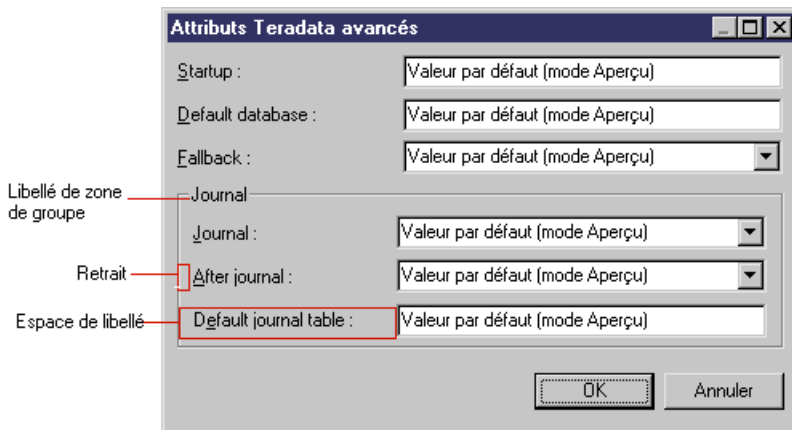 Attributs Teradata avancés
Startup : Valeur par défaut (mode Aperçu)
Default database : Valeur par défaut (mode Aperçu)
Fallback : Valeur par défaut (mode Aperçu)
Libellé de zone
de groupe
Journal
Journal : Valeur par défaut (mode Aperçu)
Retrait
After journal : Valeur par défaut (mode Aperçu)
Espace de libellé
Default journal table : Valeur par défaut (mode Aperçu)
OK Annuler